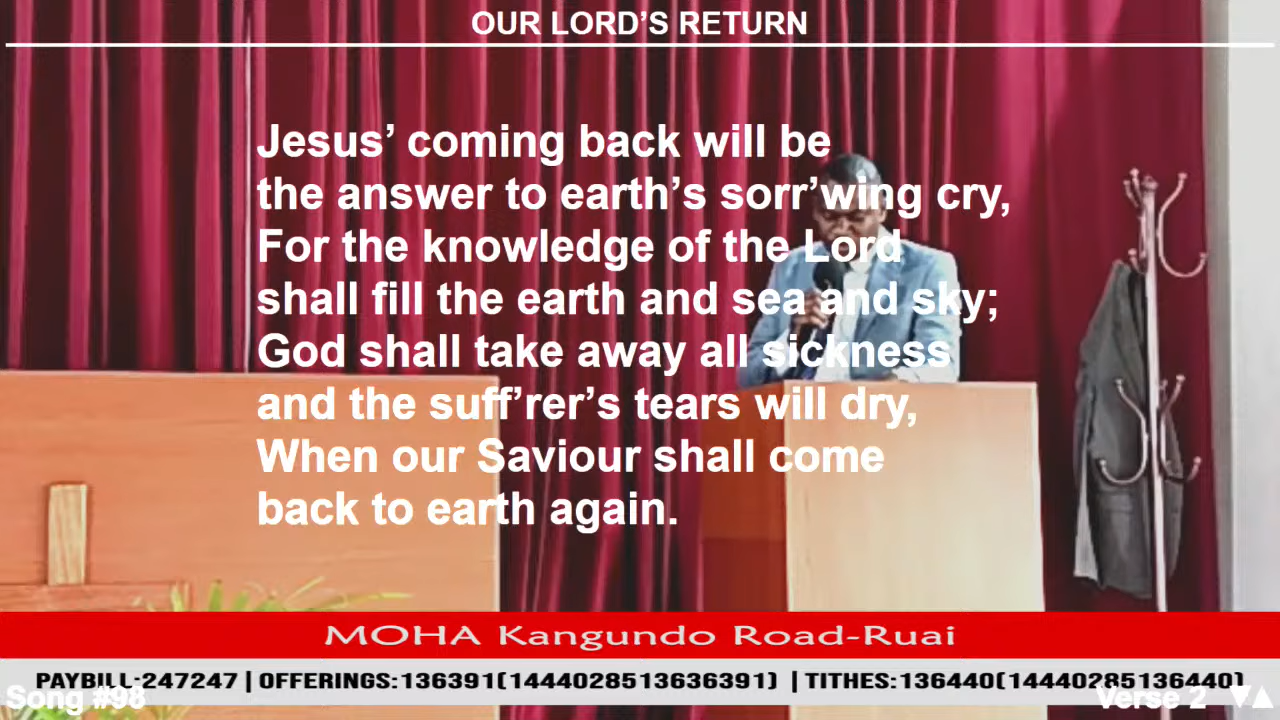 OUR LORD’S RETURN
Jesus’ coming back will be
the answer to earth’s sorr’wing cry,
For the knowledge of the Lord
shall fill the earth and sea and sky;
God shall take away all sickness
and the suff’rer’s tears will dry,
When our Saviour shall come
back to earth again.
MOHA Kangundo Road-Ruai
PAYBILL:247247 | OFFERINGS:136391(1444028513636391) | TITHES:136440(14440285136440)
Song #98
Verse 2